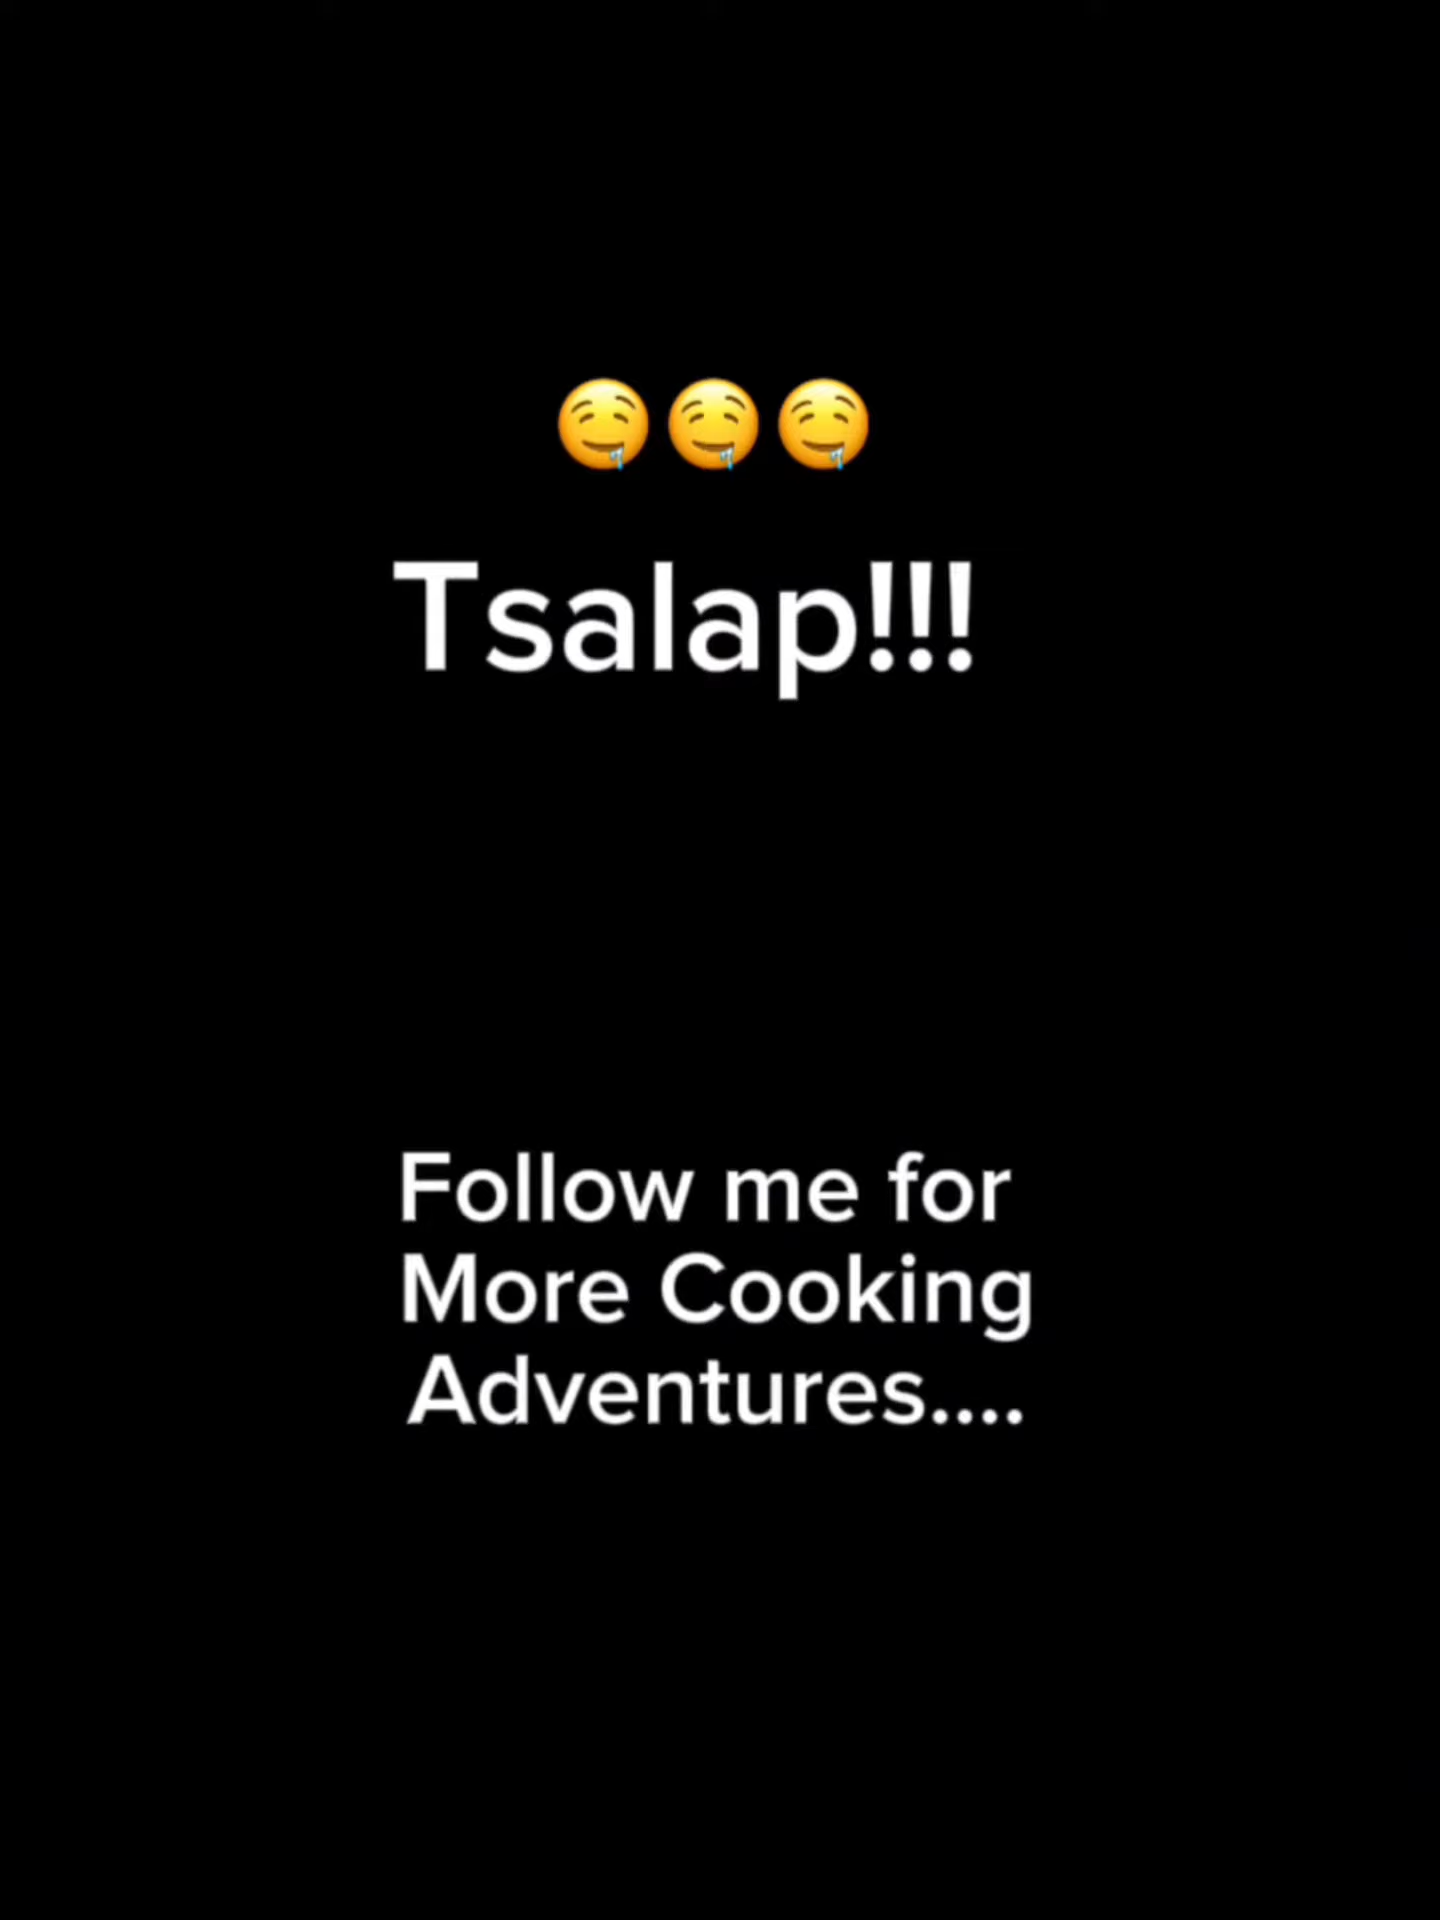 🤤🤤🤤
Tsalap!!!
Follow me for
More Cooking
Adventures....